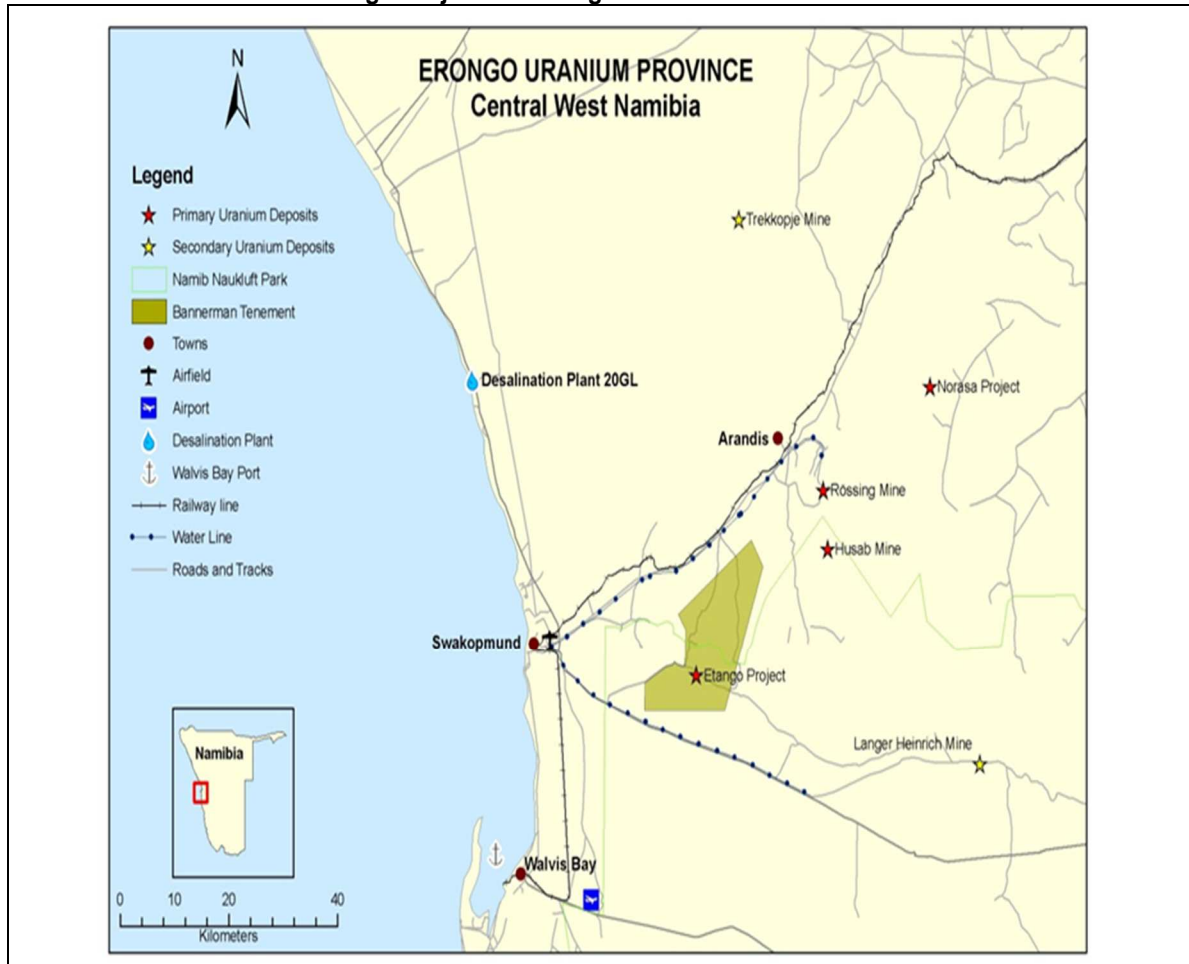 ERONGO URANIUM PROVINCE
Central West Namibia
N
Legend
Primary Uranium Deposits
Secondary Uranium Deposits
Namib Naukluft Park
Bannerman Tenement
Towns
Airfield
Airport
Desalination Plant
Walvis Bay Port
Railway line
Water Line
Roads and Tracks
Trekkopje Mine
Desalination Plant 20GL
Norasa Project
Arandis
Rössing Mine
Husab Mine
Swakopmund
Etango Project
Langer Heinrich Mine
Namibia
Walvis Bay
0 10 20 40
Kilometers